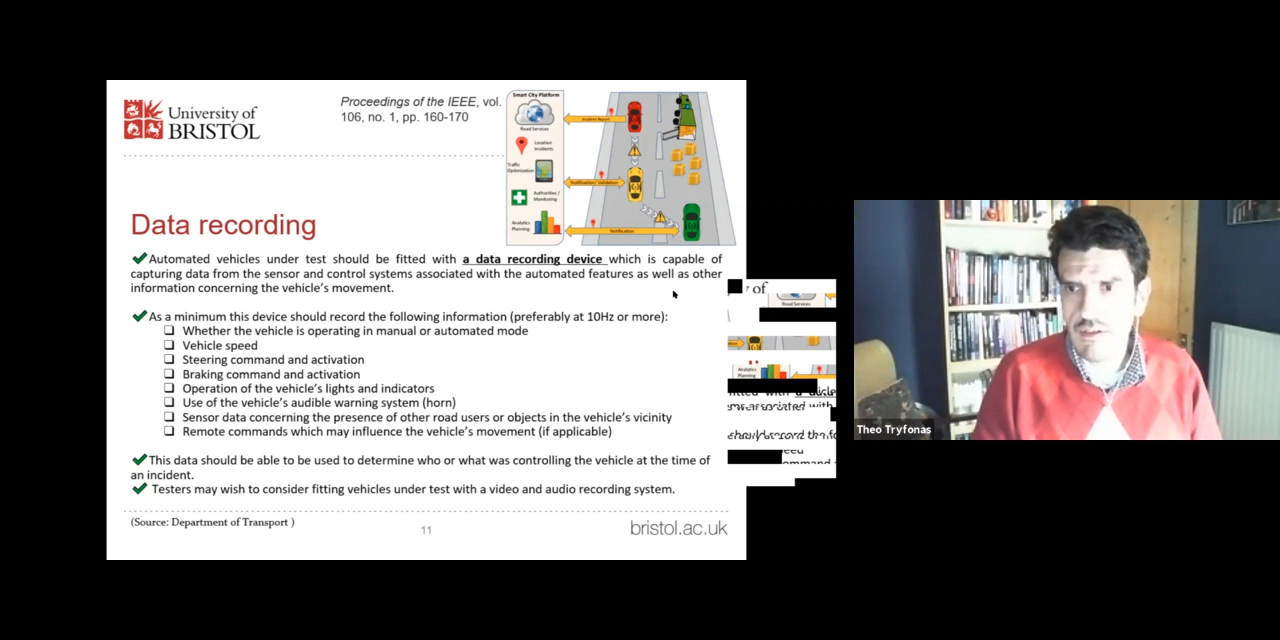 University of
BRISTOL
Proceedings of the IEEE, vol.
106, no. 1, pp. 160-170
Smart City Platform
Road Services
Location
Incidents
Traffic
Optimisation
Authorities /
Monitoring
Analytics
Planning
Incident Report
Notification / Validation
Notification
Data recording
Automated vehicles under test should be fitted with a data recording device which is capable of
capturing data from the sensor and control systems associated with the automated features as well as other
information concerning the vehicle's movement.
As a minimum this device should record the following information (preferably at 10Hz or more):
Whether the vehicle is operating in manual or automated mode
Vehicle speed
Steering command and activation
Braking command and activation
Operation of the vehicle's lights and indicators
Use of the vehicle's audible warning system (horn)
Sensor data concerning the presence of other road users or objects in the vehicle's vicinity
Remote commands which may influence the vehicle's movement (if applicable)
This data should be able to be used to determine who or what was controlling the vehicle at the time of
an incident.
Testers may wish to consider fitting vehicles under test with a video and audio recording system.
(Source: Department of Transport )
11
bristol.ac.uk
y of
Road Services
Analytics
Planning
Theo Tryfonas